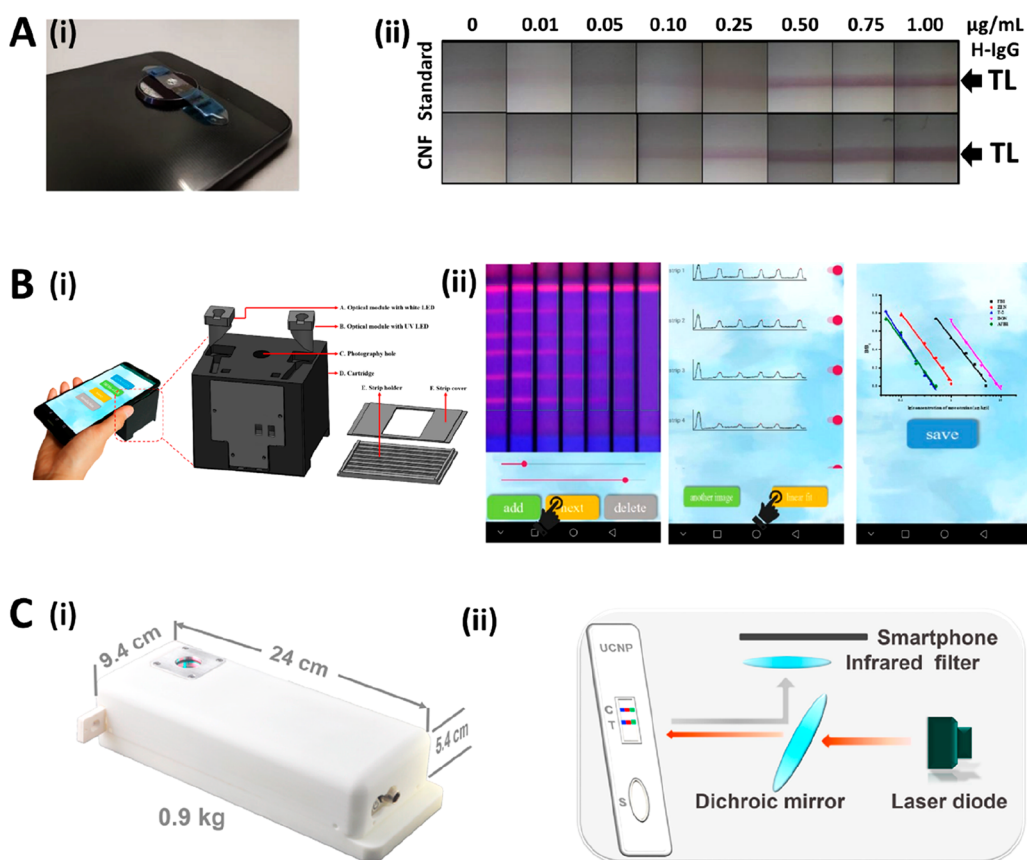 A (i)
(ii)
0 0.01 0.05 0.10 0.25 0.50 0.75 1.00 μg/mL
H-IgG
Standard
TL
CNF
TL
B (i)
A. Optical module with white LED
B. Optical module with UV LED
C. Photography hole
D. Cartridge
E. Strip holder
F. Strip cover
(ii)
add
next
delete
strip 2
strip 3
strip 4
another image
linear fit
save
C (i)
9.4 cm
24 cm
5.4 cm
0.9 kg
(ii)
UCNP
C
T
S
Smartphone
Infrared filter
Dichroic mirror
Laser diode